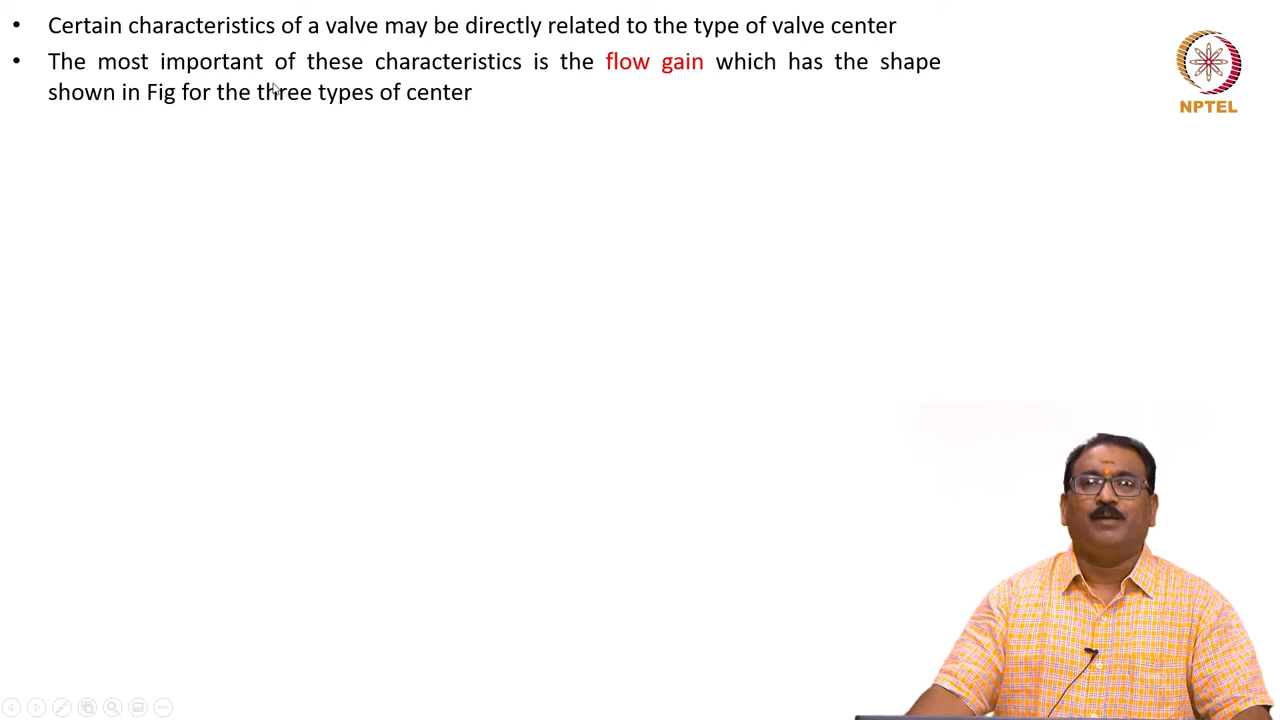 • Certain characteristics of a valve may be directly related to the type of valve center
• The most important of these characteristics is the flow gain which has the shape
shown in Fig for the three types of center
NPTEL